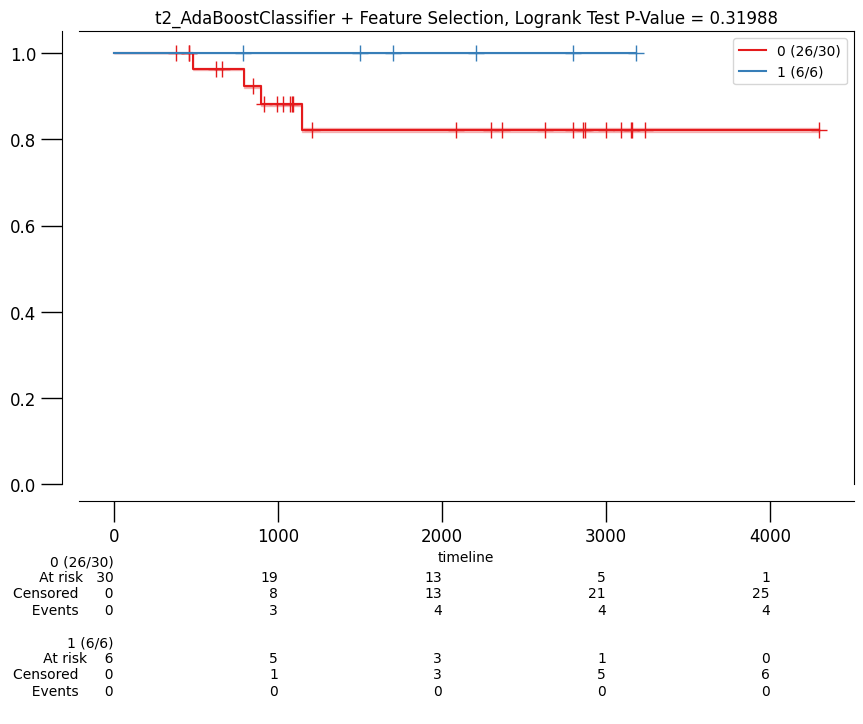 t2_AdaBoostClassifier + Feature Selection, Logrank Test P-Value = 0.31988
0 (26/30)
1 (6/6)
1.0
0.8
0.6
0.4
0.2
0.0
0 1000 2000 3000 4000
timeline
0 (26/30)
At risk 30 19 13 5 1
Censored 0 8 13 21 25
Events 0 3 4 4 4
1 (6/6)
At risk 6 5 3 1 0
Censored 0 1 3 5 6
Events 0 0 0 0 0